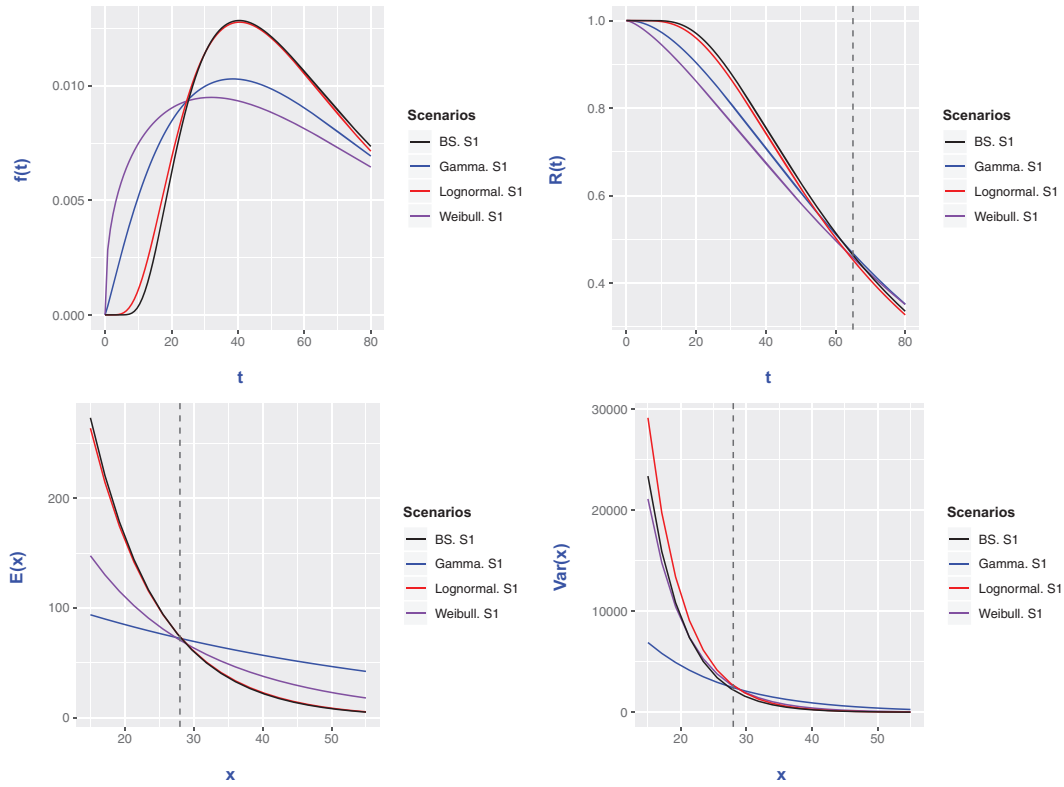 f(t)
0.010
0.005
0.000
0
20
40
60
80
t
Scenarios
BS. S1
Gamma. S1
Lognormal. S1
Weibull. S1
R(t)
1.0
0.8
0.6
0.4
0
20
40
60
80
t
Scenarios
BS. S1
Gamma. S1
Lognormal. S1
Weibull. S1
E(x)
200
100
0
20
30
40
50
x
Scenarios
BS. S1
Gamma. S1
Lognormal. S1
Weibull. S1
Var(x)
30000
20000
10000
0
20
30
40
50
x
Scenarios
BS. S1
Gamma. S1
Lognormal. S1
Weibull. S1